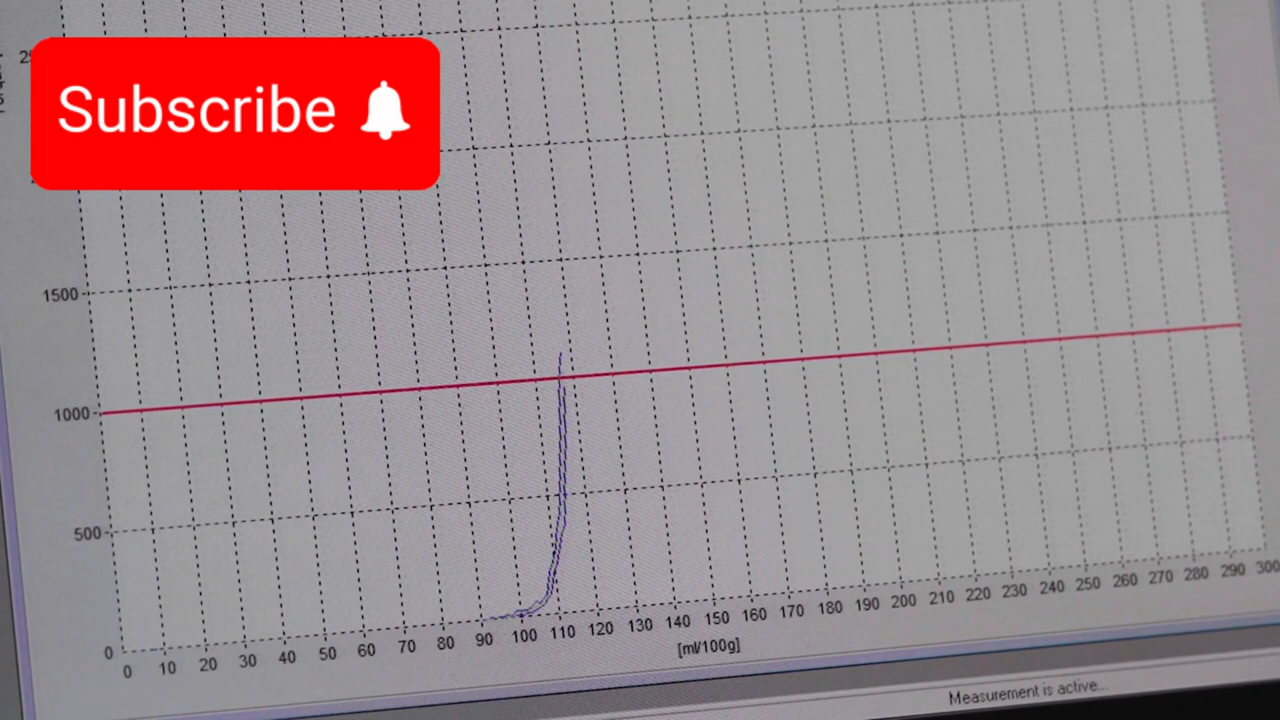 Subscribe
1500
1000
500
0
0 10 20 30 40 50 60 70 80 90 100 110 120 130 140 150 160 170 180 190 200 210 220 230 240 250 260 270 280 290 300
[ml/100g]
Measurement is active...